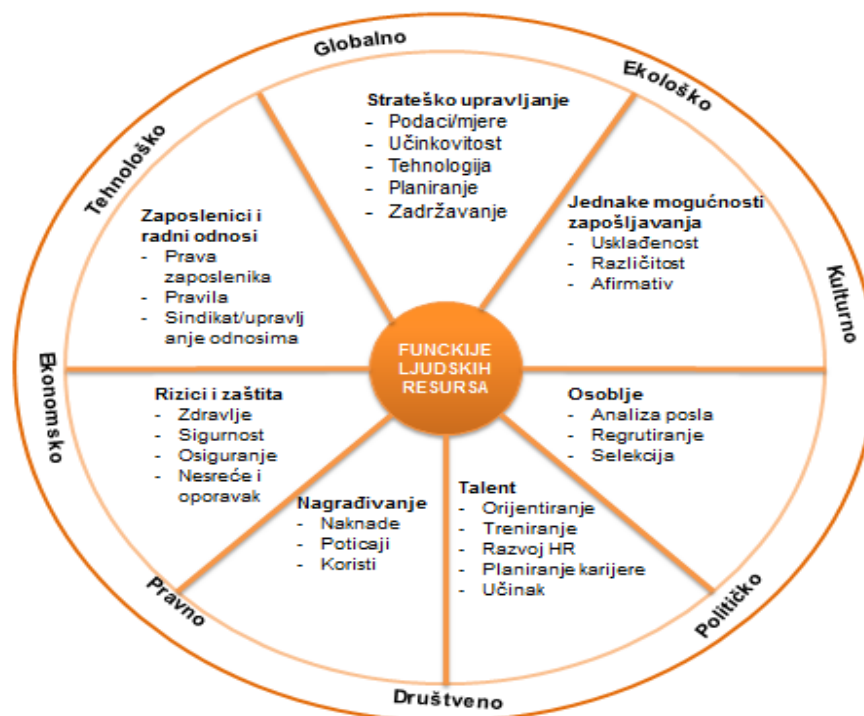 Globalno
Ekološko
Kulturno
Političko
Društveno
Pravno
Ekonomsko
Tehnološko
Strateško upravljanje
- Podaci/mjere
- Učinkovitost
- Tehnologija
- Planiranje
- Zadržavanje
Jednake mogućnosti
zapošljavanja
- Usklađenost
- Različitost
- Afirmativ
Osoblje
- Analiza posla
- Regrutiranje
- Selekcija
Talent
- Orijentiranje
- Treniranje
- Razvoj HR
- Planiranje karijere
- Učinak
Nagrađivanje
- Naknade
- Poticaji
- Koristi
Rizici i zaštita
- Zdravlje
- Sigurnost
- Osiguranje
- Nesreće i
oporavak
Zaposlenici i
radni odnosi
- Prava
zaposlenika
- Pravila
- Sindikat/upravlj
anje odnosima
FUNCKIJE
LJUDSKIH
RESURSA